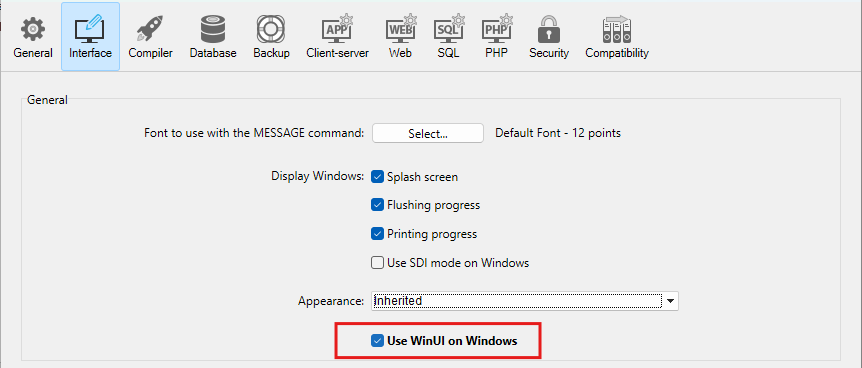 APP SQL PHP
General Interface Compiler Database Backup Client-server Web SQL PHP Security Compatibility
General
Font to use with the MESSAGE command: Select... Default Font - 12 points
Display Windows: Splash screen
Flushing progress
Printing progress
Use SDI mode on Windows
Appearance: Inherited
Use WinUI on Windows